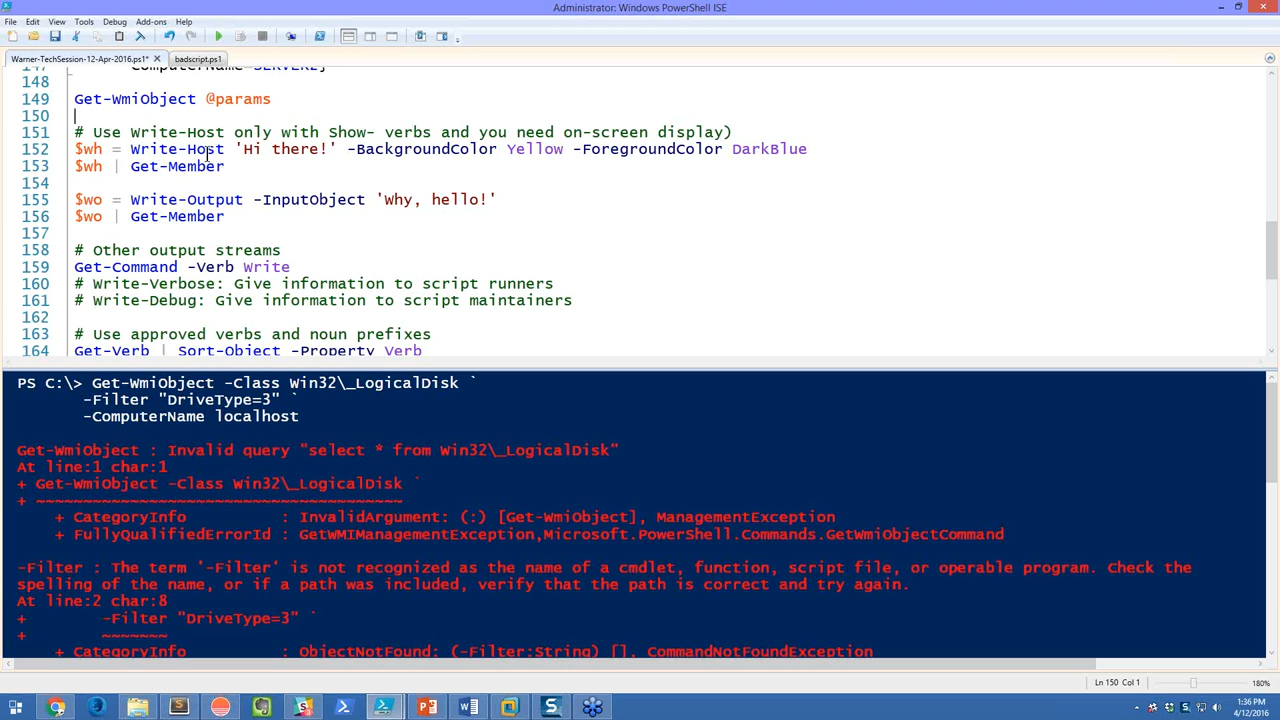 Administrator: Windows PowerShell ISE
File Edit View Tools Debug Add-ons Help
Warner-TechSession-12-Apr-2016.ps1* badscript.ps1
147 ComputerName=SERVER2}
148
149 Get-WmiObject @params
150
151 # Use Write-Host only with Show- verbs and you need on-screen display)
152 $wh = Write-Host 'Hi there!' -BackgroundColor Yellow -ForegroundColor DarkBlue
153 $wh | Get-Member
154
155 $wo = Write-Output -InputObject 'Why, hello!'
156 $wo | Get-Member
157
158 # Other output streams
159 Get-Command -Verb Write
160 # Write-Verbose: Give information to script runners
161 # Write-Debug: Give information to script maintainers
162
163 # Use approved verbs and noun prefixes
164 Get-Verb | Sort-Object -Property Verb
PS C:\> Get-WmiObject -Class Win32\_LogicalDisk `
-Filter "DriveType=3" `
-ComputerName localhost
Get-WmiObject : Invalid query "select * from Win32\_LogicalDisk"
At line:1 char:1
+ Get-WmiObject -Class Win32\_LogicalDisk `
+ ~~~~~~~~~~~~~~~~~~~~~~~~~~~~~~~~~~~~~~~
+ CategoryInfo : InvalidArgument: (:) [Get-WmiObject], ManagementException
+ FullyQualifiedErrorId : GetWMIManagementException,Microsoft.PowerShell.Commands.GetWmiObjectCommand
-Filter : The term '-Filter' is not recognized as the name of a cmdlet, function, script file, or operable program. Check the
spelling of the name, or if a path was included, verify that the path is correct and try again.
At line:2 char:8
+ -Filter "DriveType=3" `
+ ~~~~~~~
+ CategoryInfo : ObjectNotFound: (-Filter:String) [], CommandNotFoundException
Ln 150 Col 1 180%
1:36 PM
4/12/2016